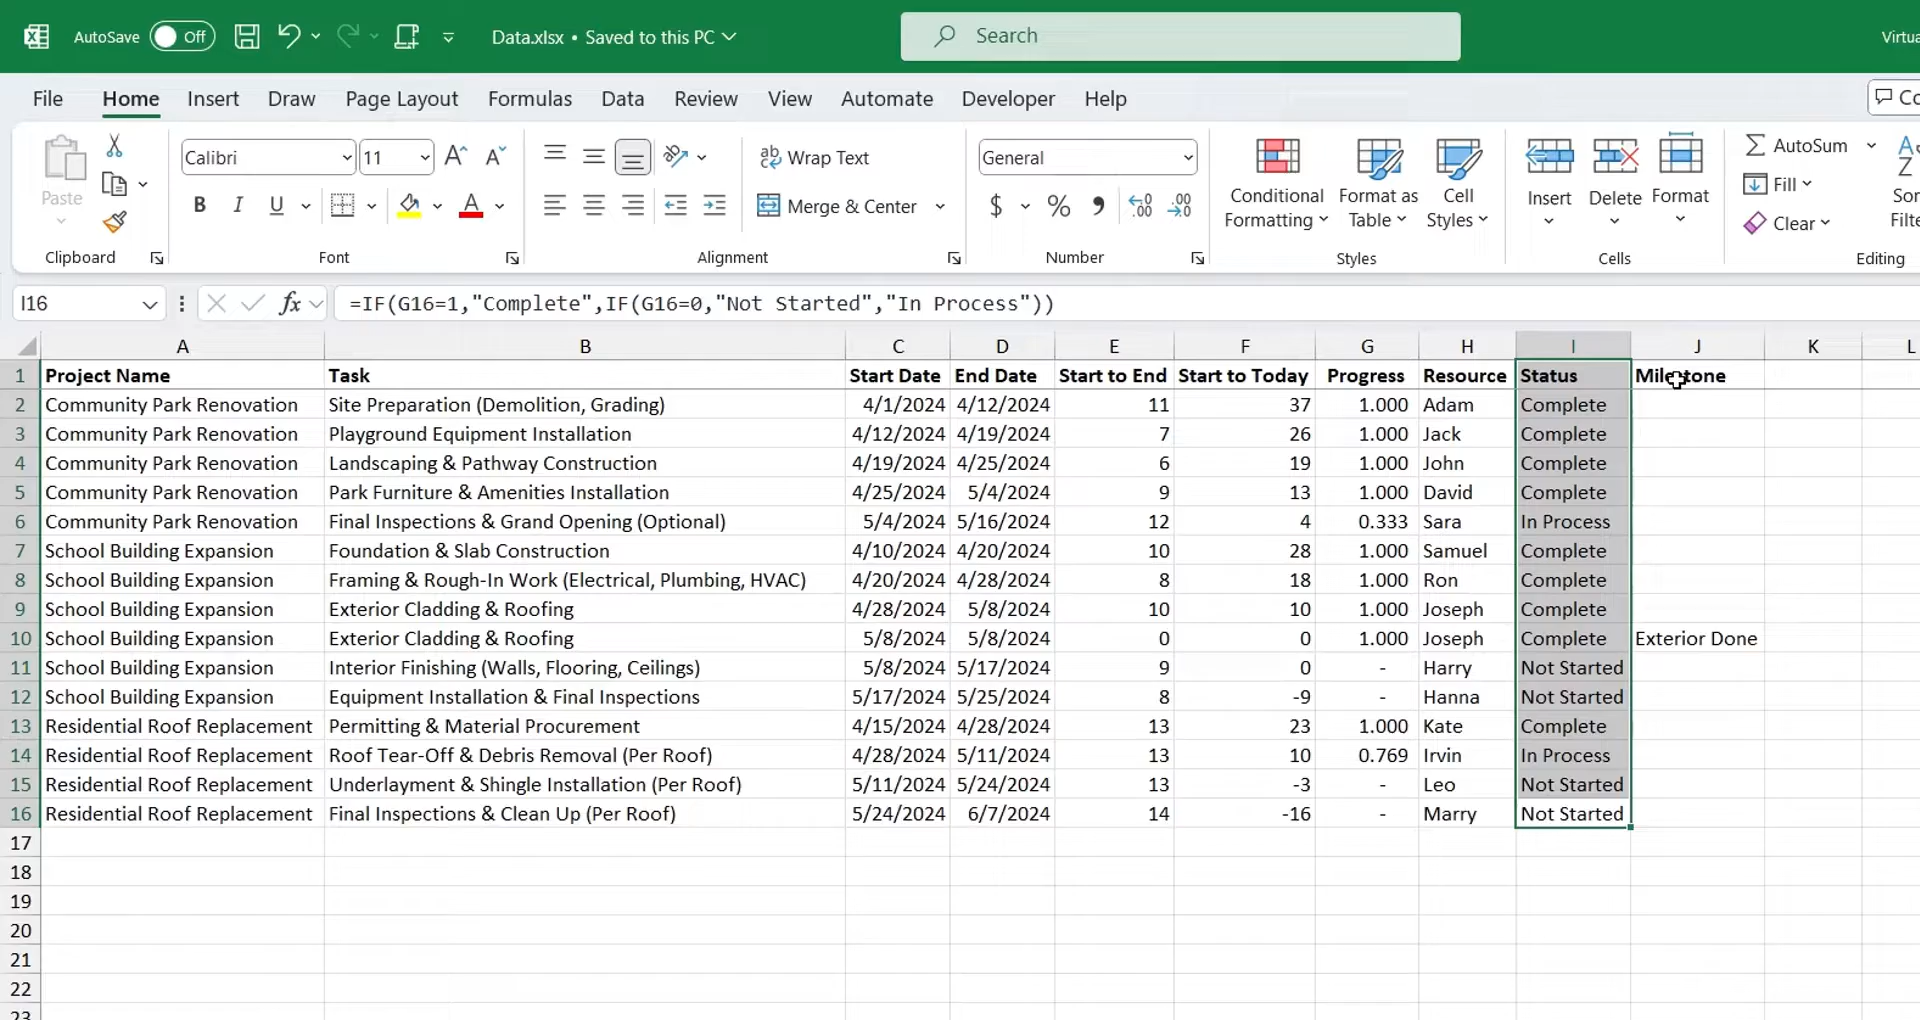 AutoSave Off Data.xlsx • Saved to this PC Search Virtua
File Home Insert Draw Page Layout Formulas Data Review View Automate Developer Help Co
Paste Calibri 11 Wrap Text General Conditional Formatting Format as Table Cell Styles Insert Delete Format AutoSum
B I U Merge & Center $ % Fill Clear
Clipboard Font Alignment Number Styles Cells Editing
I16 fx =IF(G16=1,"Complete",IF(G16=0,"Not Started","In Process"))
A B C D E F G H I J K L
1 Project Name Task Start Date End Date Start to End Start to Today Progress Resource Status Milestone
2 Community Park Renovation Site Preparation (Demolition, Grading) 4/1/2024 4/12/2024 11 37 1.000 Adam Complete
3 Community Park Renovation Playground Equipment Installation 4/12/2024 4/19/2024 7 26 1.000 Jack Complete
4 Community Park Renovation Landscaping & Pathway Construction 4/19/2024 4/25/2024 6 19 1.000 John Complete
5 Community Park Renovation Park Furniture & Amenities Installation 4/25/2024 5/4/2024 9 13 1.000 David Complete
6 Community Park Renovation Final Inspections & Grand Opening (Optional) 5/4/2024 5/16/2024 12 4 0.333 Sara In Process
7 School Building Expansion Foundation & Slab Construction 4/10/2024 4/20/2024 10 28 1.000 Samuel Complete
8 School Building Expansion Framing & Rough-In Work (Electrical, Plumbing, HVAC) 4/20/2024 4/28/2024 8 18 1.000 Ron Complete
9 School Building Expansion Exterior Cladding & Roofing 4/28/2024 5/8/2024 10 10 1.000 Joseph Complete
10 School Building Expansion Exterior Cladding & Roofing 5/8/2024 5/8/2024 0 0 1.000 Joseph Complete Exterior Done
11 School Building Expansion Interior Finishing (Walls, Flooring, Ceilings) 5/8/2024 5/17/2024 9 0 - Harry Not Started
12 School Building Expansion Equipment Installation & Final Inspections 5/17/2024 5/25/2024 8 -9 - Hanna Not Started
13 Residential Roof Replacement Permitting & Material Procurement 4/15/2024 4/28/2024 13 23 1.000 Kate Complete
14 Residential Roof Replacement Roof Tear-Off & Debris Removal (Per Roof) 4/28/2024 5/11/2024 13 10 0.769 Irvin In Process
15 Residential Roof Replacement Underlayment & Shingle Installation (Per Roof) 5/11/2024 5/24/2024 13 -3 - Leo Not Started
16 Residential Roof Replacement Final Inspections & Clean Up (Per Roof) 5/24/2024 6/7/2024 14 -16 - Marry Not Started
17
18
19
20
21
22
23